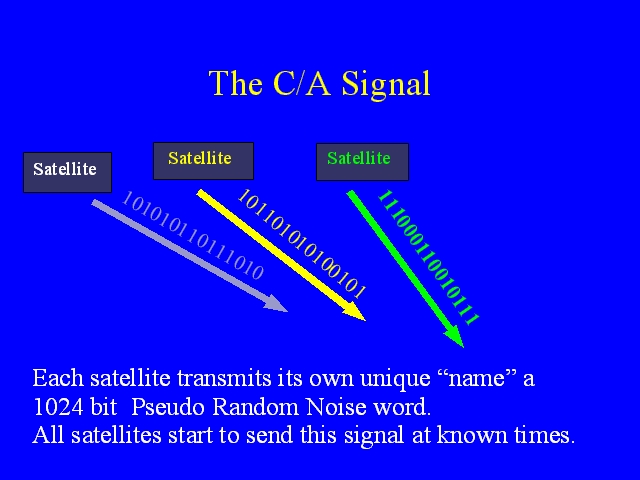 The C/A Signal
Satellite
Satellite
Satellite
101010110111010
101101010100101
111000110010111
Each satellite transmits its own unique “name” a
1024 bit  Pseudo Random Noise word.
All satellites start to send this signal at known times.